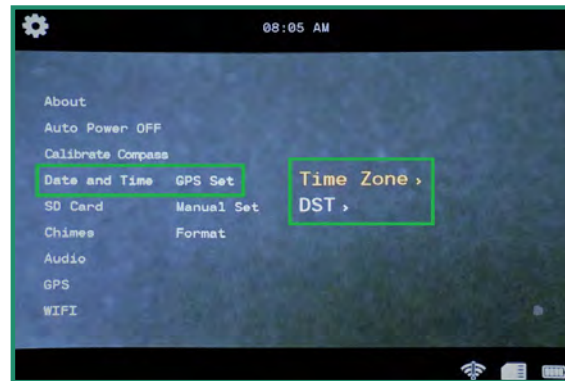 08:05 AM
About
Auto Power OFF
Calibrate Compass
Date and Time GPS Set Time Zone ›
SD Card Manual Set DST ›
Chimes Format
Audio
GPS
WIFI